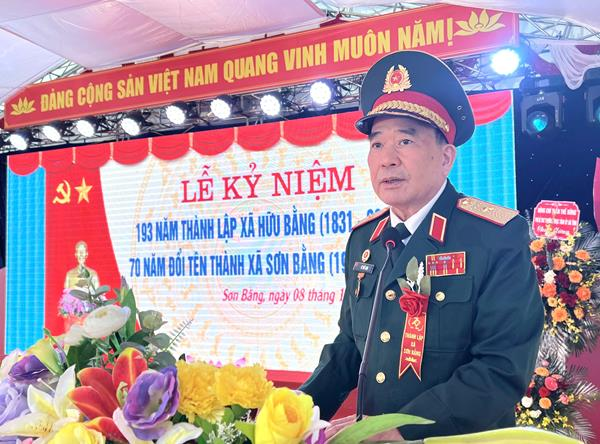 ĐẢNG CỘNG SẢN VIỆT NAM QUANG VINH MUÔN NĂM!
LỄ KỶ NIỆM
193 NĂM THÀNH LẬP XÃ HỮU BẰNG (1831 -
70 NĂM ĐỔI TÊN THÀNH XÃ SƠN BẰNG (19
Sơn Bằng, ngày 08 tháng 1
THÀNH LẬP
XÃ
SƠN BẰNG